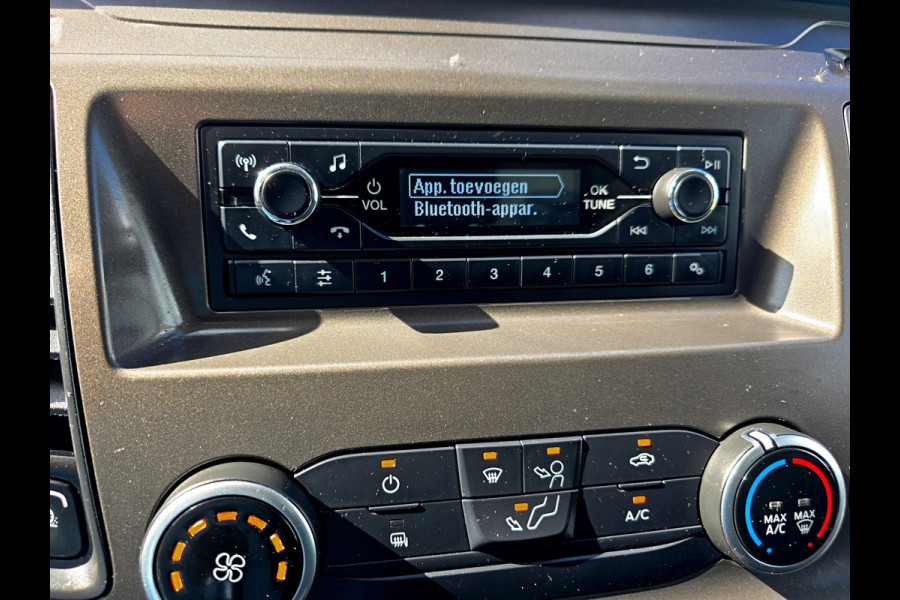 App. toevoegen
Bluetooth-appar.
VOL
OK
TUNE
1 2 3 4 5 6
A/C
MAX
A/C
MAX